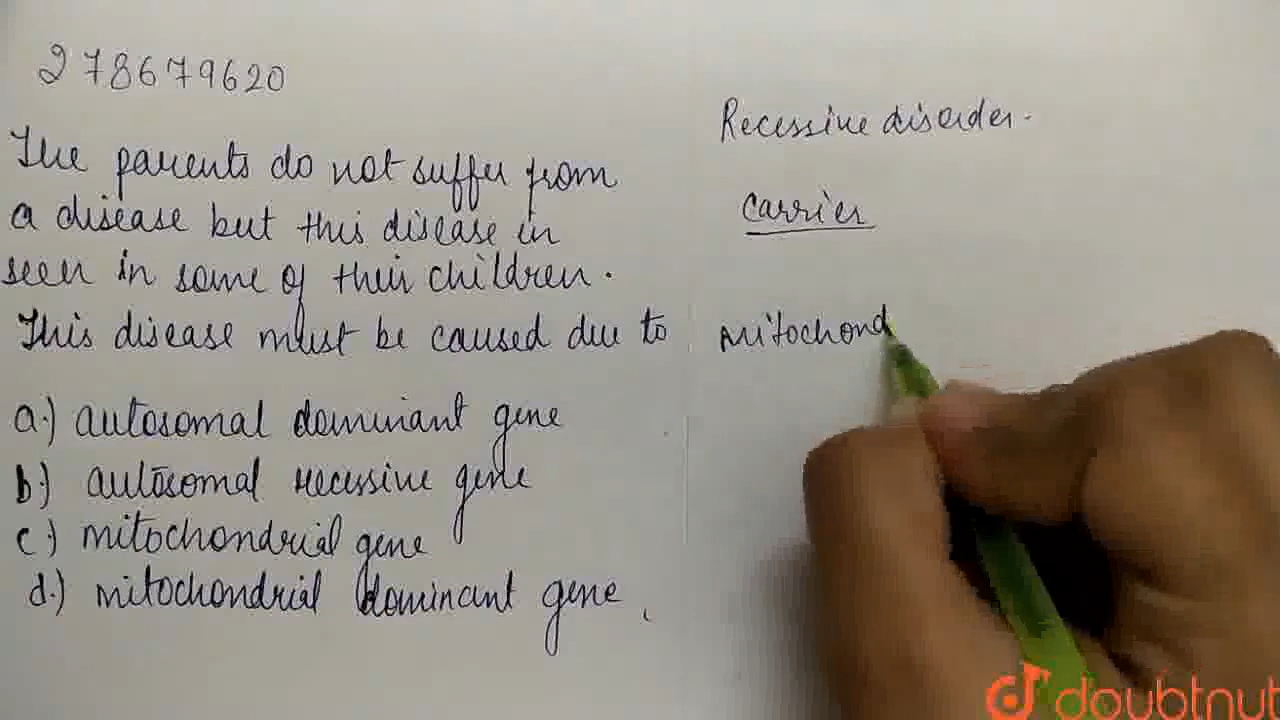 278679620
The parents do not suffer from
a disease but this disease in
seen in some of their children.
This disease must be caused due to
a.) autosomal dominant gene
b.) autosomal recessive gene
c.) mitochondrial gene
d.) mitochondrial dominant gene.
Recessive disorder.
carrier
Mitochond
doubtnut